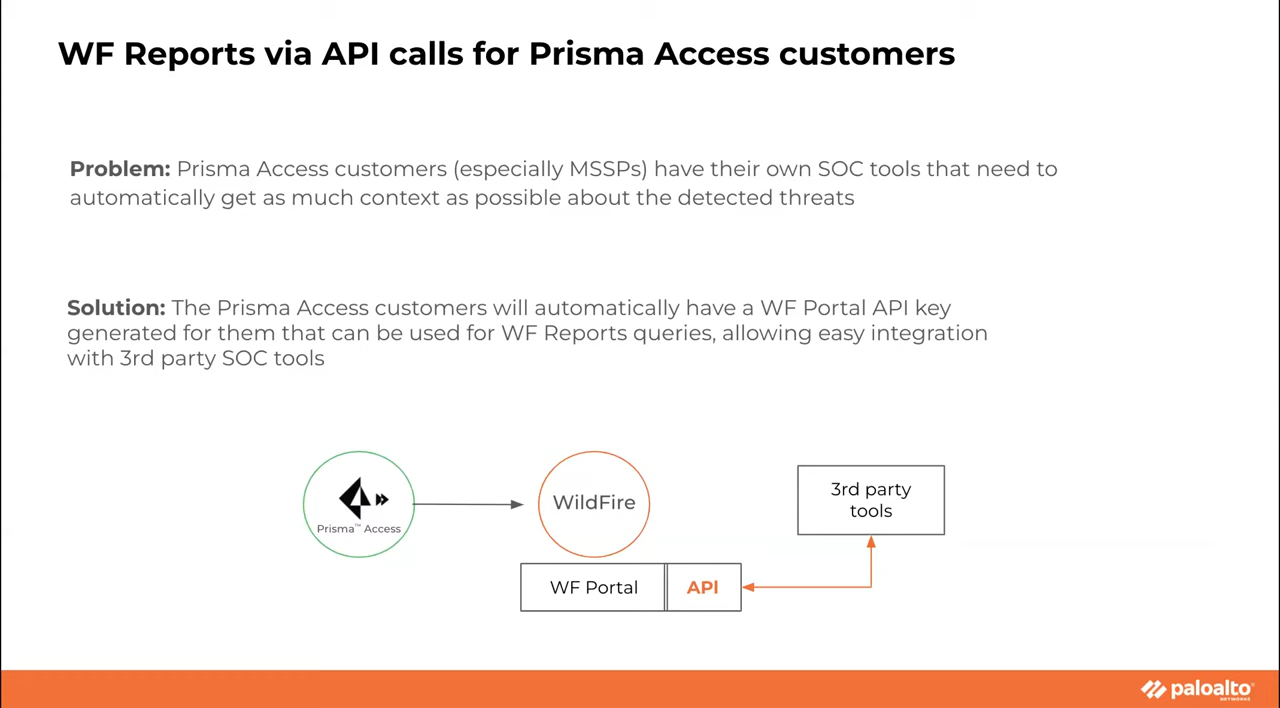 WF Reports via API calls for Prisma Access customers
Problem: Prisma Access customers (especially MSSPs) have their own SOC tools that need to
automatically get as much context as possible about the detected threats
Solution: The Prisma Access customers will automatically have a WF Portal API key
generated for them that can be used for WF Reports queries, allowing easy integration
with 3rd party SOC tools
Prisma™ Access
WildFire
3rd party
tools
WF Portal
API
paloalto
NETWORKS